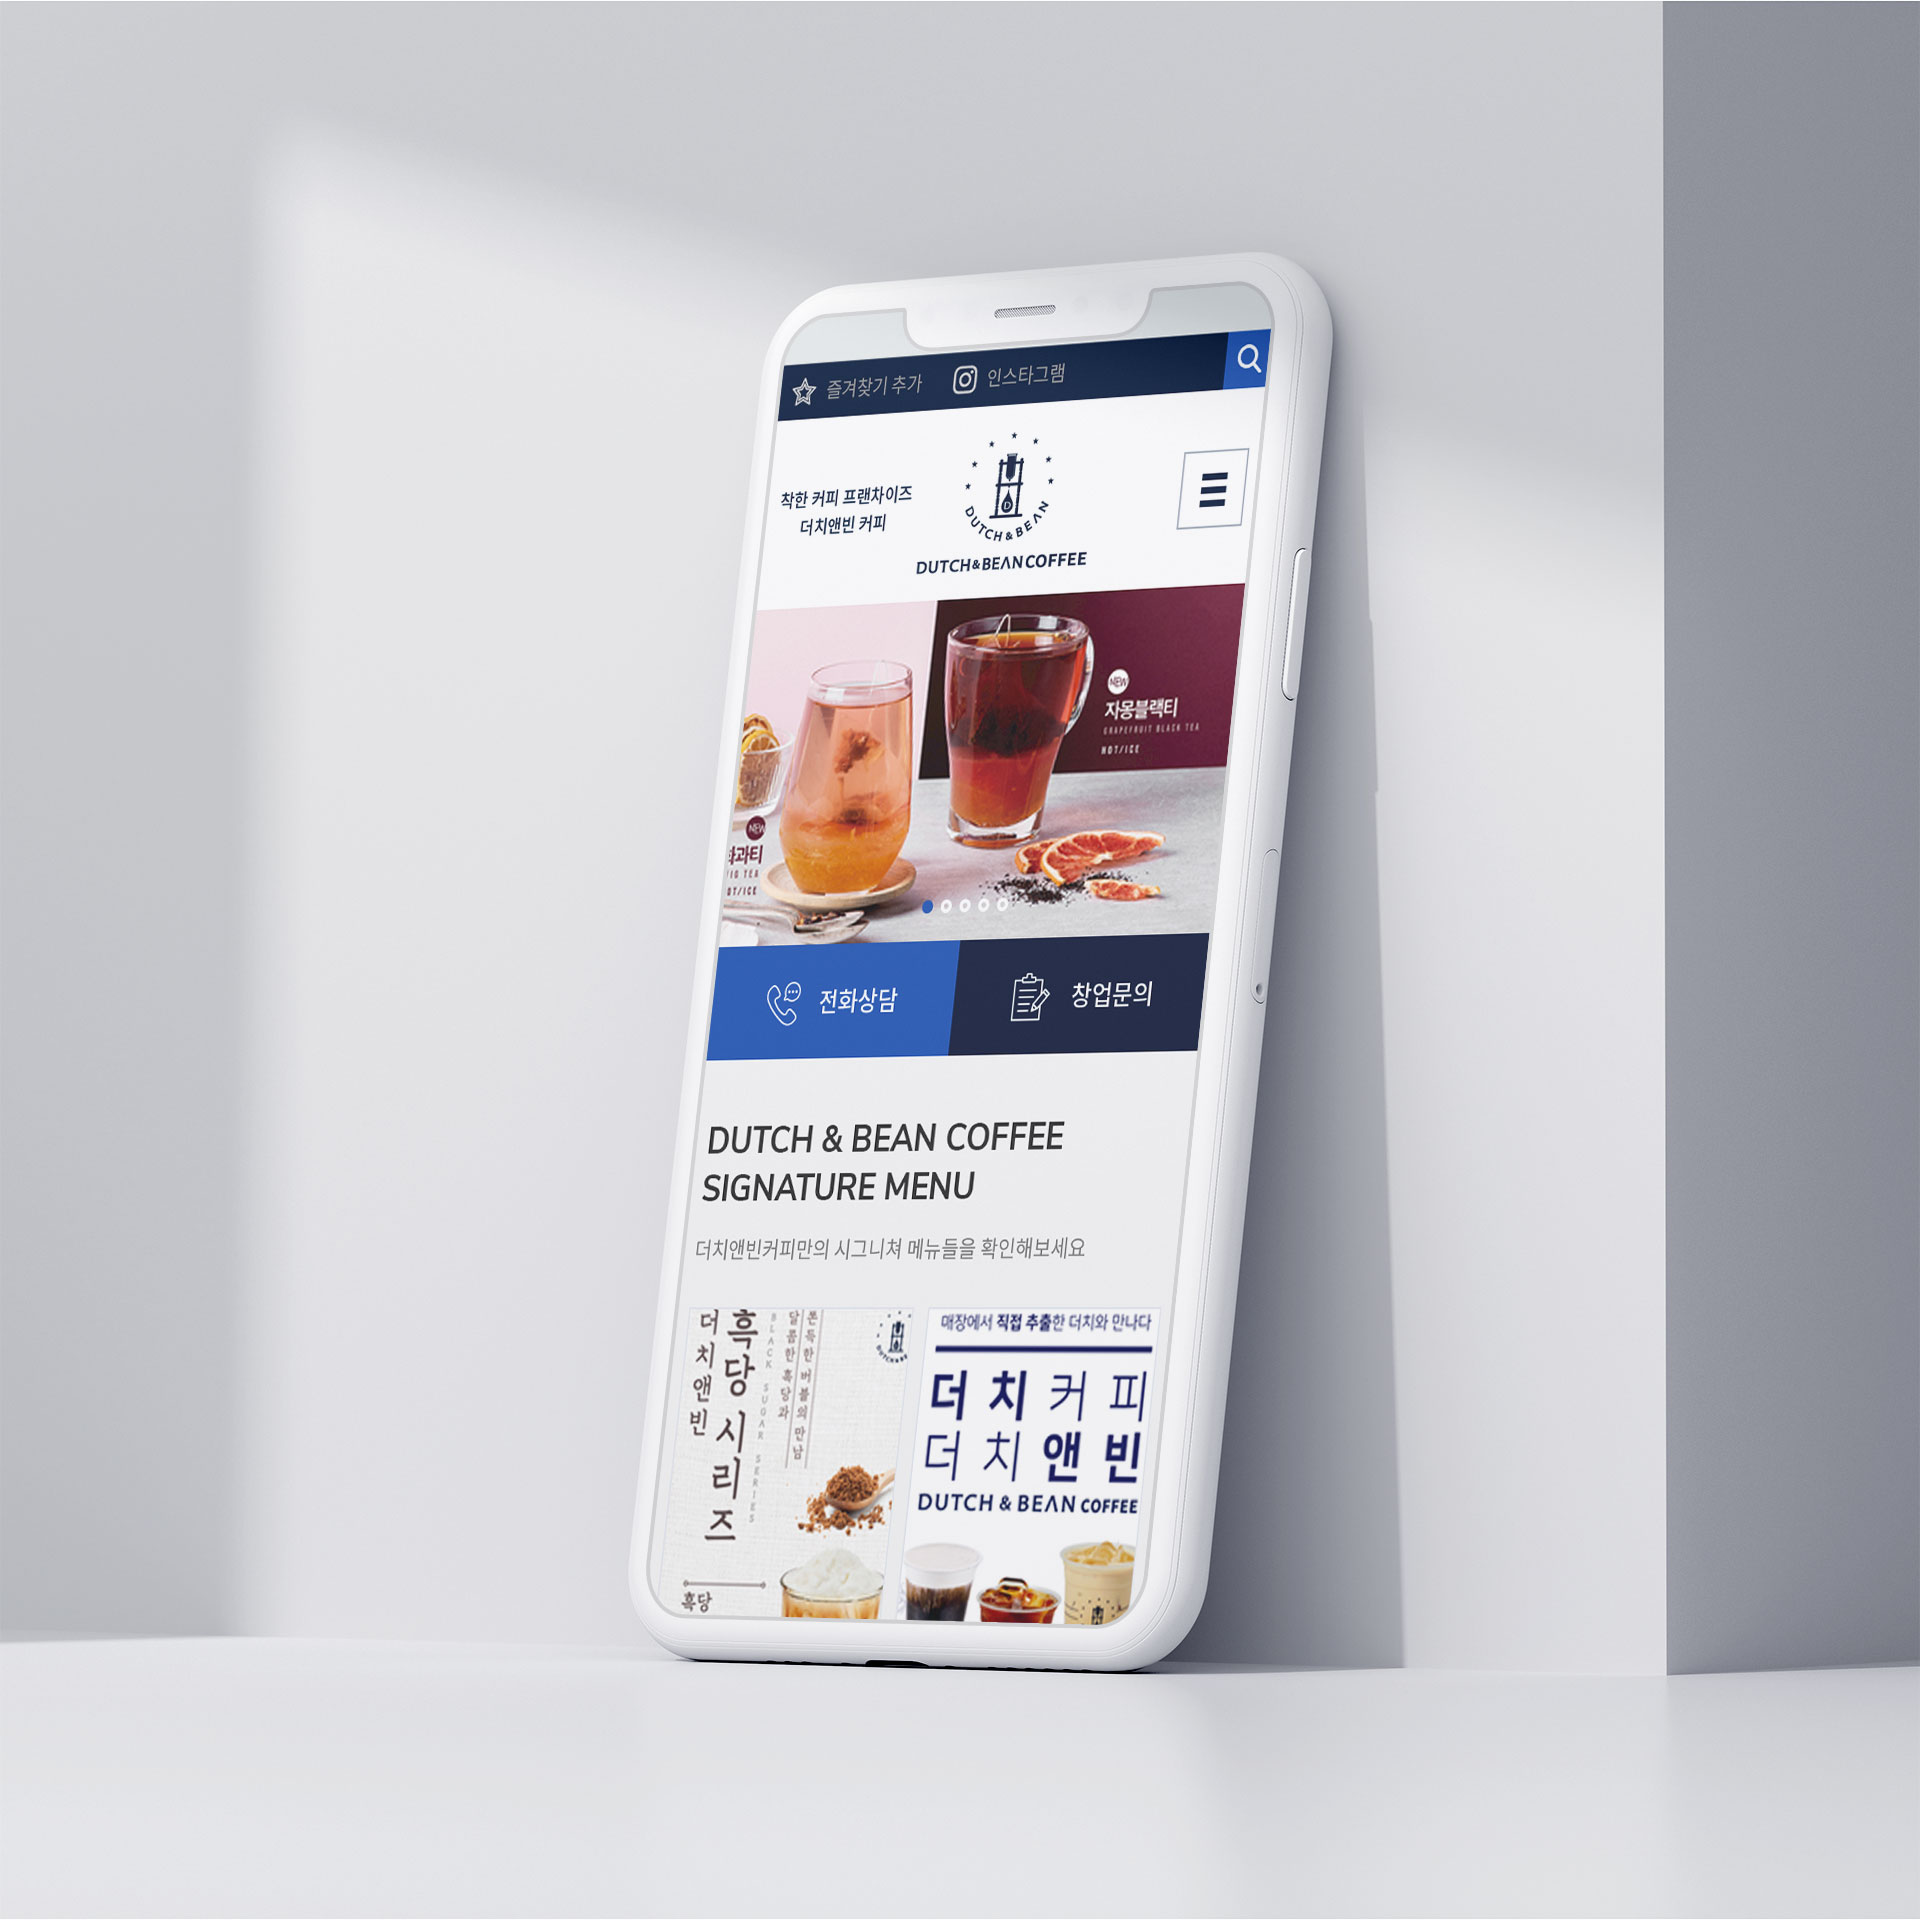 즐겨찾기 추가
인스타그램
착한 커피 프랜차이즈
더치앤빈 커피
DUTCH & BEAN
DUTCH&BEAN COFFEE
NEW
자몽블랙티
GRAPEFRUIT BLACK TEA
HOT/ICE
NEW
과티
TEA
전화상담
창업문의
DUTCH & BEAN COFFEE
SIGNATURE MENU
더치앤빈커피만의 시그니쳐 메뉴들을 확인해보세요
더치앤빈
흑당 시리즈
BLACK SUGAR SERIES
달콤한 흑당과
쫀득한 버블의 만남
흑당
매장에서 직접 추출한 더치와 만나다
더치커피
더치앤빈
DUTCH & BEAN COFFEE